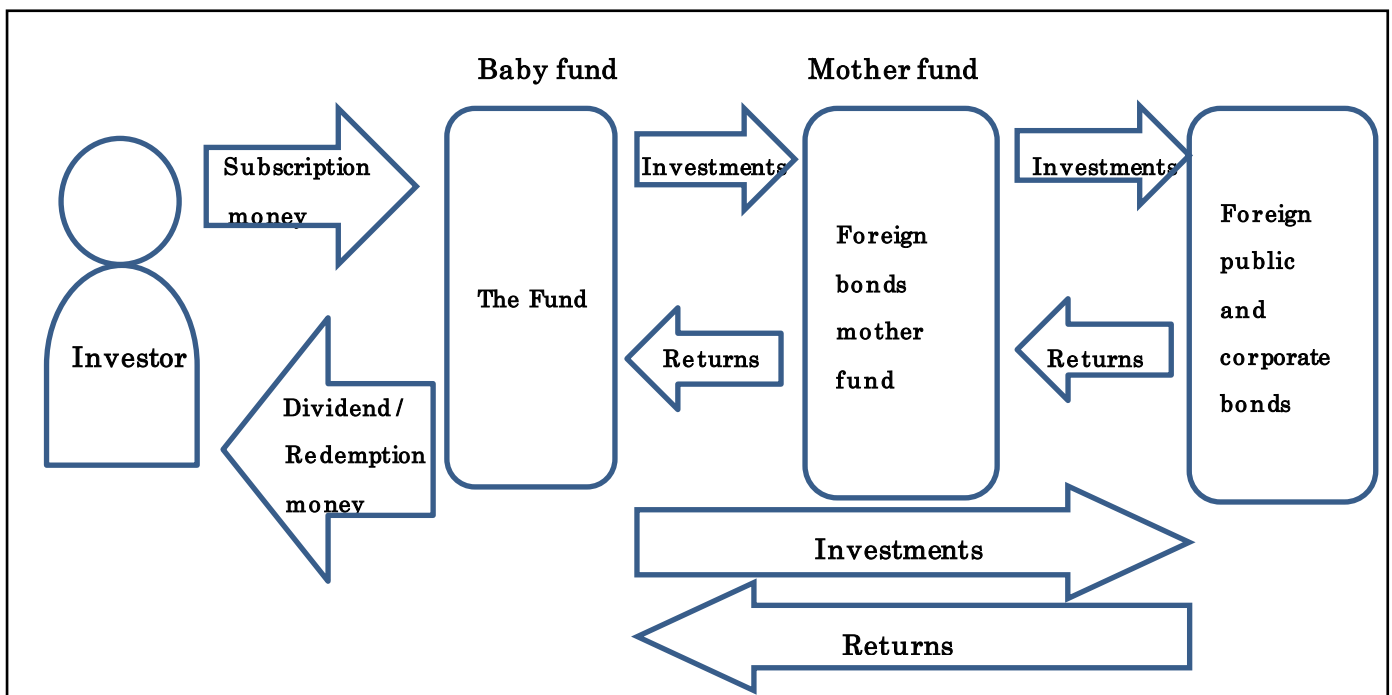 Baby fund
Mother fund
Subscription
money
Investments
Investments
Foreign
public
and
corporate
bonds
Foreign
bonds
mother
fund
The Fund
Investor
Returns
Returns
Dividend/
Redemption
money
Investments
Returns